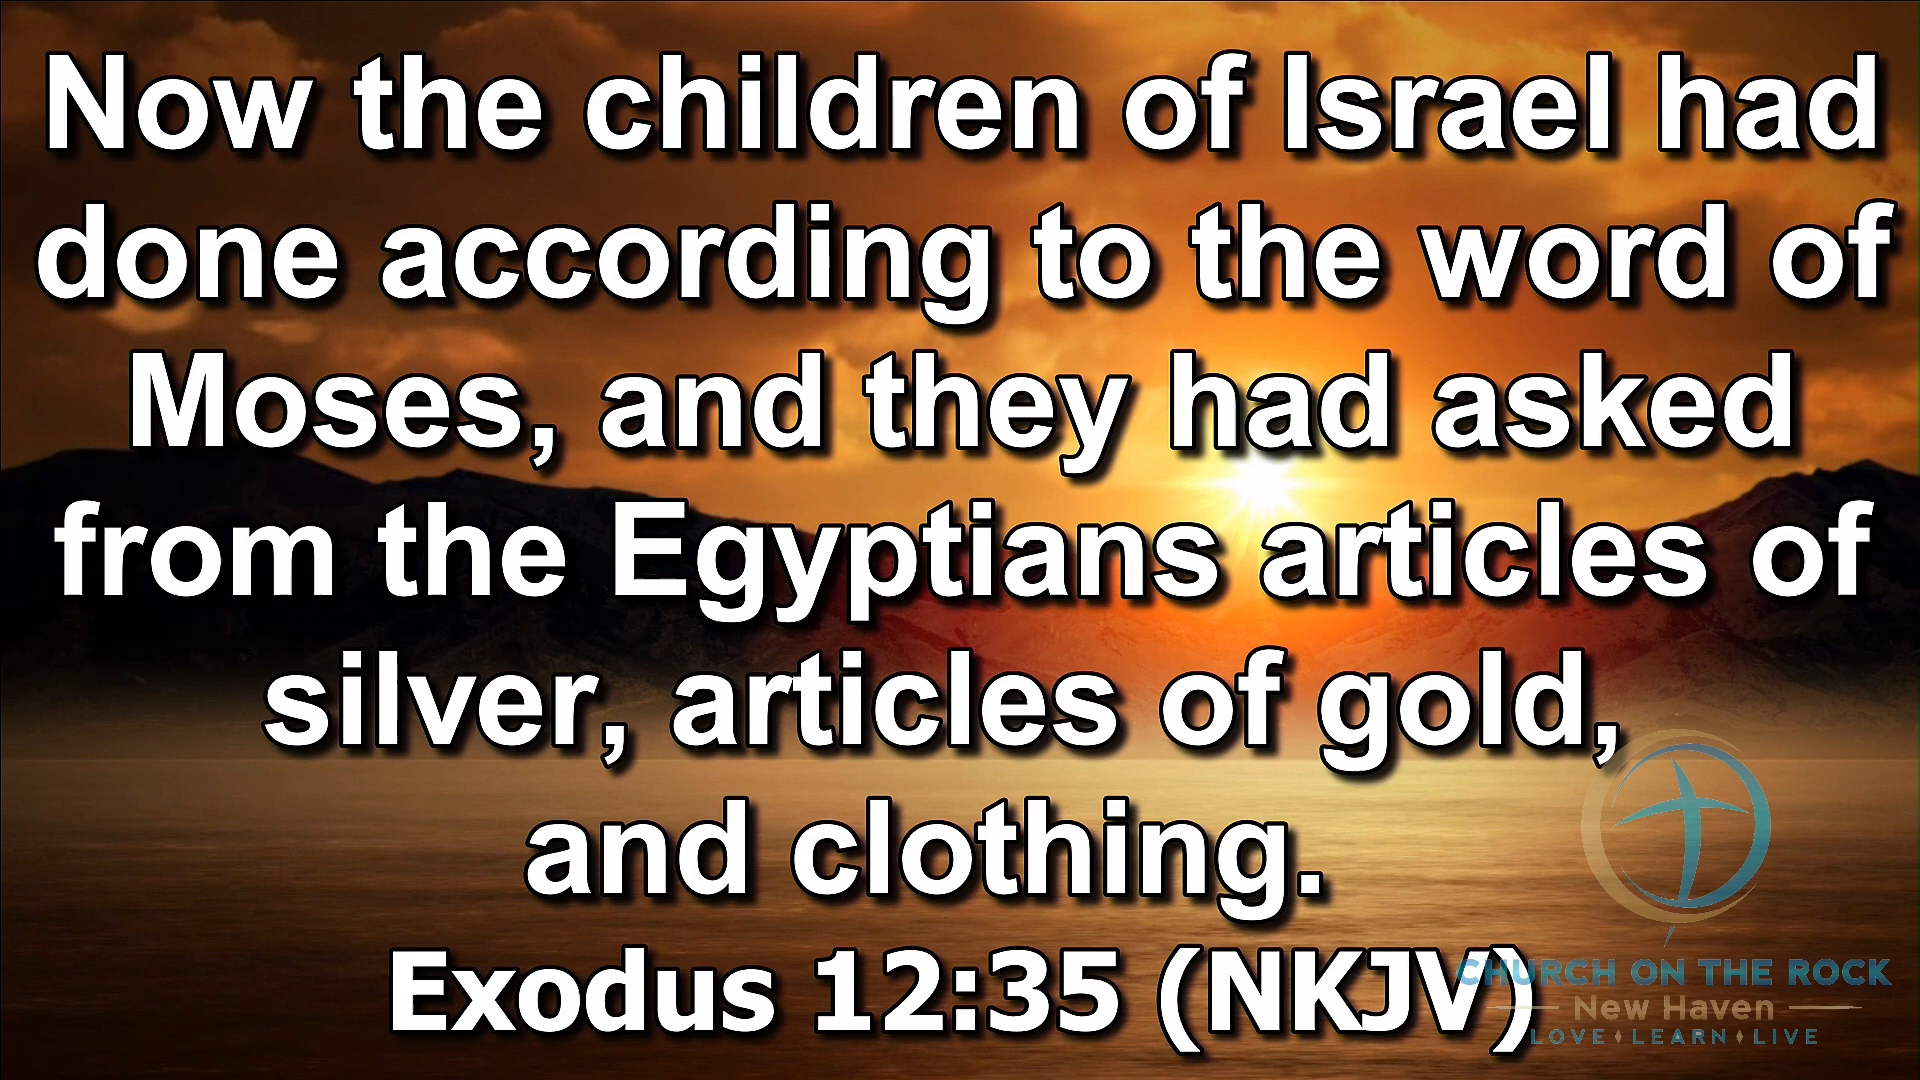 Now the children of Israel had
done according to the word of
Moses, and they had asked
from the Egyptians articles of
silver, articles of gold,
and clothing.
Exodus 12:35 (NKJV)
CHURCH ON THE ROCK
New Haven
LOVE LEARN LIVE